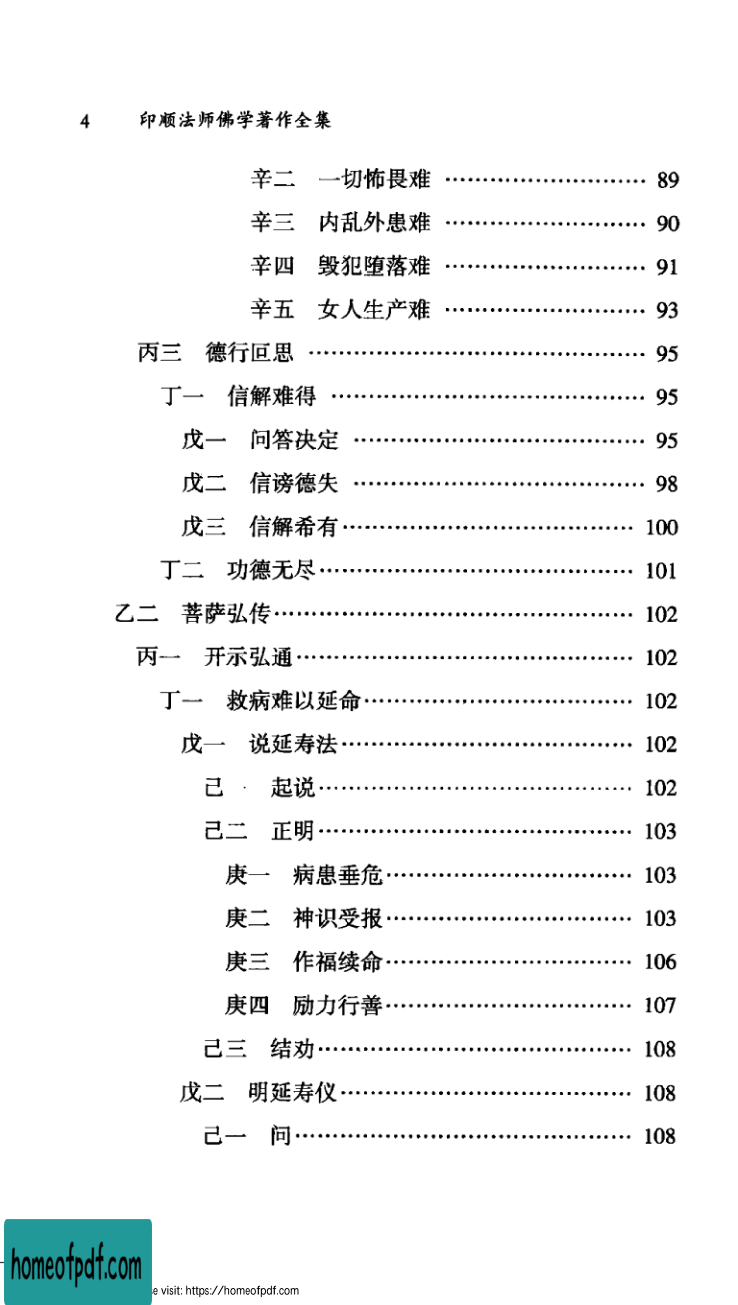 4 印顺法师佛学著作全集
辛二 一切怖畏难 ………………………… 89
辛三 内乱外患难 ………………………… 90
辛四 毁犯堕落难 ………………………… 91
辛五 女人生产难 ………………………… 93
丙三 德行叵思 ………………………………………… 95
丁一 信解难得 ……………………………………… 95
戊一 问答决定 …………………………………… 95
戊二 信谤德失 …………………………………… 98
戊三 信解希有 ………………………………… 100
丁二 功德无尽 …………………………………… 101
乙二 菩萨弘传 ………………………………………… 102
丙一 开示弘通 ……………………………………… 102
丁一 救病难以延命 ……………………………… 102
戊一 说延寿法 ………………………………… 102
己 · 起说 …………………………………… 102
己二 正明 …………………………………… 103
庚一 病患垂危 …………………………… 103
庚二 神识受报 …………………………… 103
庚三 作福续命 …………………………… 106
庚四 励力行善 …………………………… 107
己三 结劝 …………………………………… 108
戊二 明延寿仪 ………………………………… 108
己一 问 ……………………………………… 108
homeofpdf.com
e visit: https://homeofpdf.com